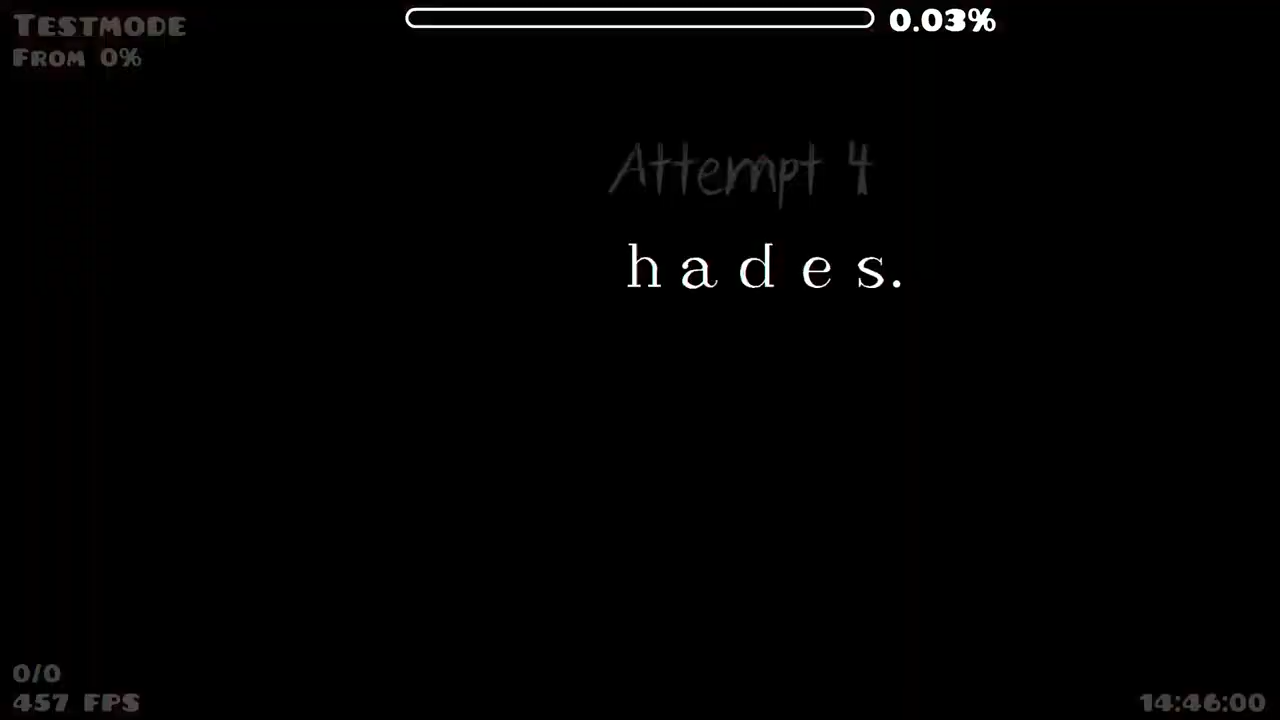 TESTMODE
0.03%
FROM 0%
Attempt 4
h a d e s.
0/0
457 FPS
14:46:00